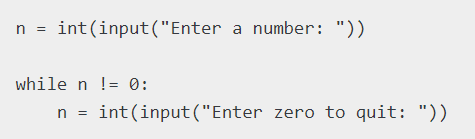 n = int(input("Enter a number: "))
while n != 0:
    n = int(input("Enter zero to quit: "))